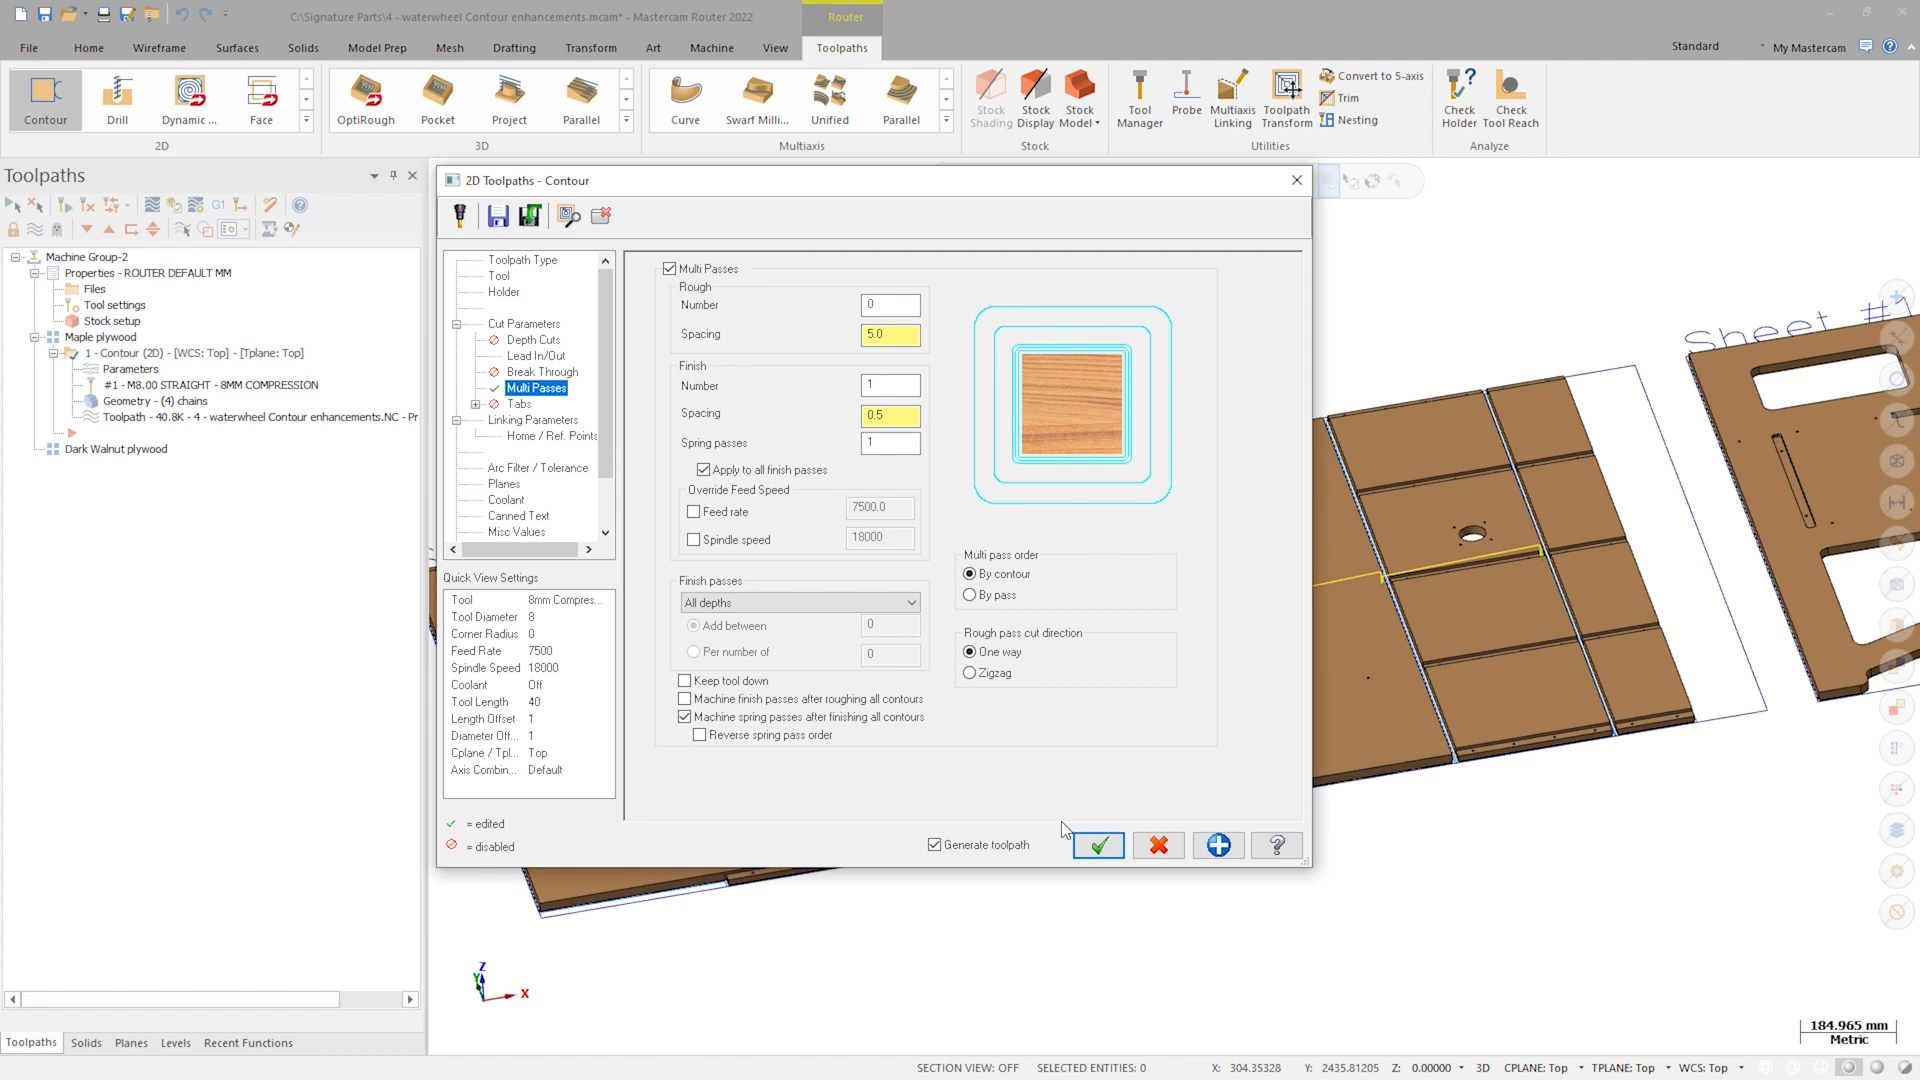 C:\Signature Parts\4 - waterwheel Contour enhancements.mcam* - Mastercam Router 2022
Router
File Home Wireframe Surfaces Solids Model Prep Mesh Drafting Transform Art Machine View Toolpaths
Standard My Mastercam
Contour Drill Dynamic ... Face
2D
OptiRough Pocket Project Parallel
3D
Curve Swarf Milli... Unified Parallel
Multiaxis
Stock Shading Stock Display Stock Model
Stock
Tool Manager Probe Multiaxis Linking Toolpath Transform
Convert to 5-axis
Trim
Nesting
Utilities
Check Holder Check Tool Reach
Analyze
Toolpaths
G1
Machine Group-2
Properties - ROUTER DEFAULT MM
Files
Tool settings
Stock setup
Maple plywood
1 - Contour (2D) - [WCS: Top] - [Tplane: Top]
Parameters
#1 - M8.00 STRAIGHT - 8MM COMPRESSION
Geometry - (4) chains
Toolpath - 40.8K - 4 - waterwheel Contour enhancements.NC - Pr
Dark Walnut plywood
2D Toolpaths - Contour
Toolpath Type
Tool
Holder
Cut Parameters
Depth Cuts
Lead In/Out
Break Through
Multi Passes
Tabs
Linking Parameters
Home / Ref. Points
Arc Filter / Tolerance
Planes
Coolant
Canned Text
Misc Values
Quick View Settings
Tool 8mm Compres...
Tool Diameter 8
Corner Radius 0
Feed Rate 7500
Spindle Speed 18000
Coolant Off
Tool Length 40
Length Offset 1
Diameter Off... 1
Cplane / Tpl... Top
Axis Combin... Default
= edited
= disabled
Multi Passes
Rough
Number 0
Spacing 5.0
Finish
Number 1
Spacing 0.5
Spring passes 1
Apply to all finish passes
Override Feed Speed
Feed rate 7500.0
Spindle speed 18000
Finish passes
All depths
Add between 0
Per number of 0
Keep tool down
Machine finish passes after roughing all contours
Machine spring passes after finishing all contours
Reverse spring pass order
Multi pass order
By contour
By pass
Rough pass cut direction
One way
Zigzag
Generate toolpath
Sheet #1
Z
Y
X
184.965 mm
Metric
Toolpaths Solids Planes Levels Recent Functions
SECTION VIEW: OFF SELECTED ENTITIES: 0 X: 304.35328 Y: 2435.81205 Z: 0.00000 3D CPLANE: Top TPLANE: Top WCS: Top